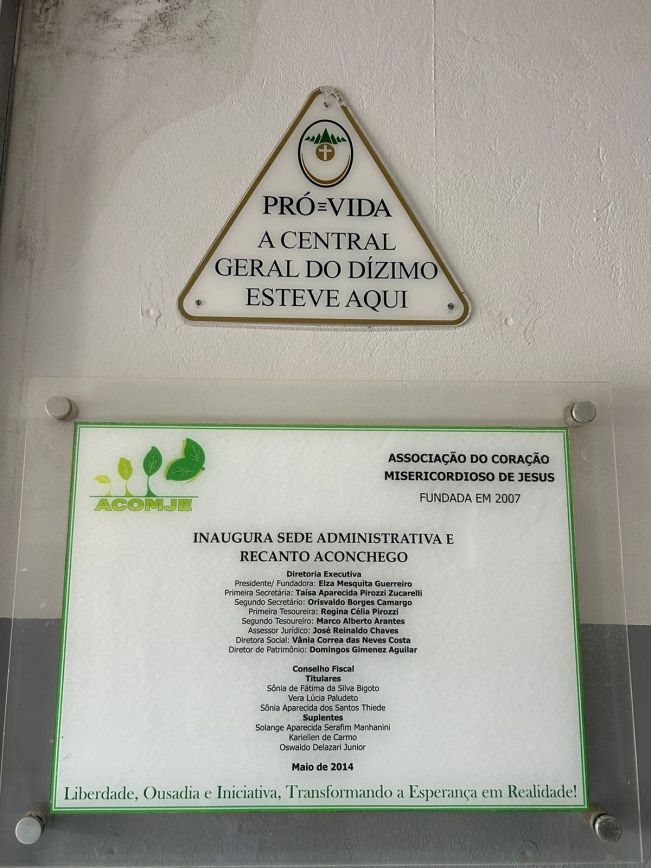 PRÓ=VIDA
A CENTRAL
GERAL DO DÍZIMO
ESTEVE AQUI
ACOMJE
ASSOCIAÇÃO DO CORAÇÃO
MISERICORDIOSO DE JESUS
FUNDADA EM 2007
INAUGURA SEDE ADMINISTRATIVA E
RECANTO ACONCHEGO
Diretoria Executiva
Presidente/ Fundadora: Elza Mesquita Guerreiro
Primeira Secretária: Taisa Aparecida Pirozzi Zucarelli
Segundo Secretário: Orisvaldo Borges Camargo
Primeira Tesoureira: Regina Célia Pirozzi
Segundo Tesoureiro: Marco Alberto Arantes
Assessor Jurídico: José Reinaldo Chaves
Diretora Social: Vânia Correa das Neves Costa
Diretor de Patrimônio: Domingos Gimenez Aguilar
Conselho Fiscal
Titulares
Sônia de Fátima da Silva Bigoto
Vera Lúcia Paludeto
Sônia Aparecida dos Santos Thiede
Suplentes
Solange Aparecida Serafim Manhanini
Kariellen de Carmo
Oswaldo Delazari Junior
Maio de 2014
Liberdade, Ousadia e Iniciativa, Transformando a Esperança em Realidade!